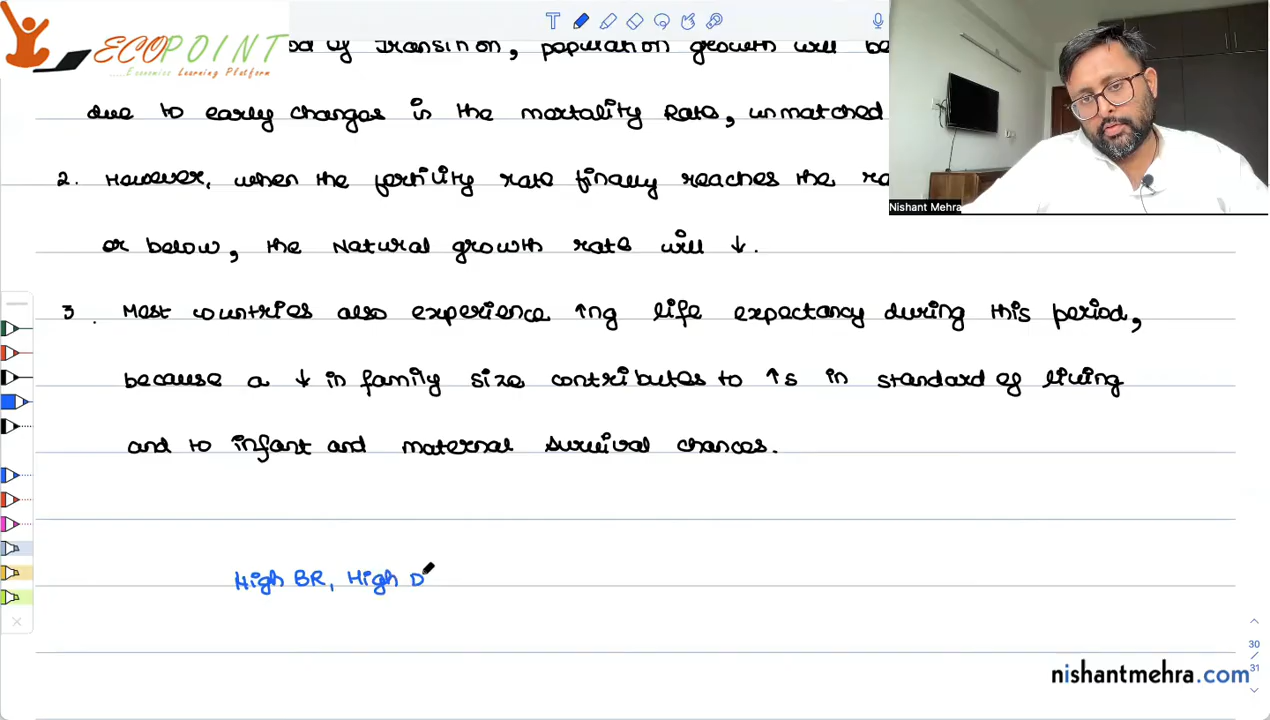 ECOPOINT
....Economics Learning Platform
of Transition, population growth will be
due to early changes in the mortality Rate, unmatched
2. However, when the fertility rate finally reaches the
Nishant Mehra
or below, the Natural growth rate will ↓.
3. Most countries also experience ↑ng life expectancy during this period,
because a ↓ in family size contributes to ↑s in standard of living
and to infant and maternal survival chances.
High BR, High D
30
/
31
nishantmehra.com